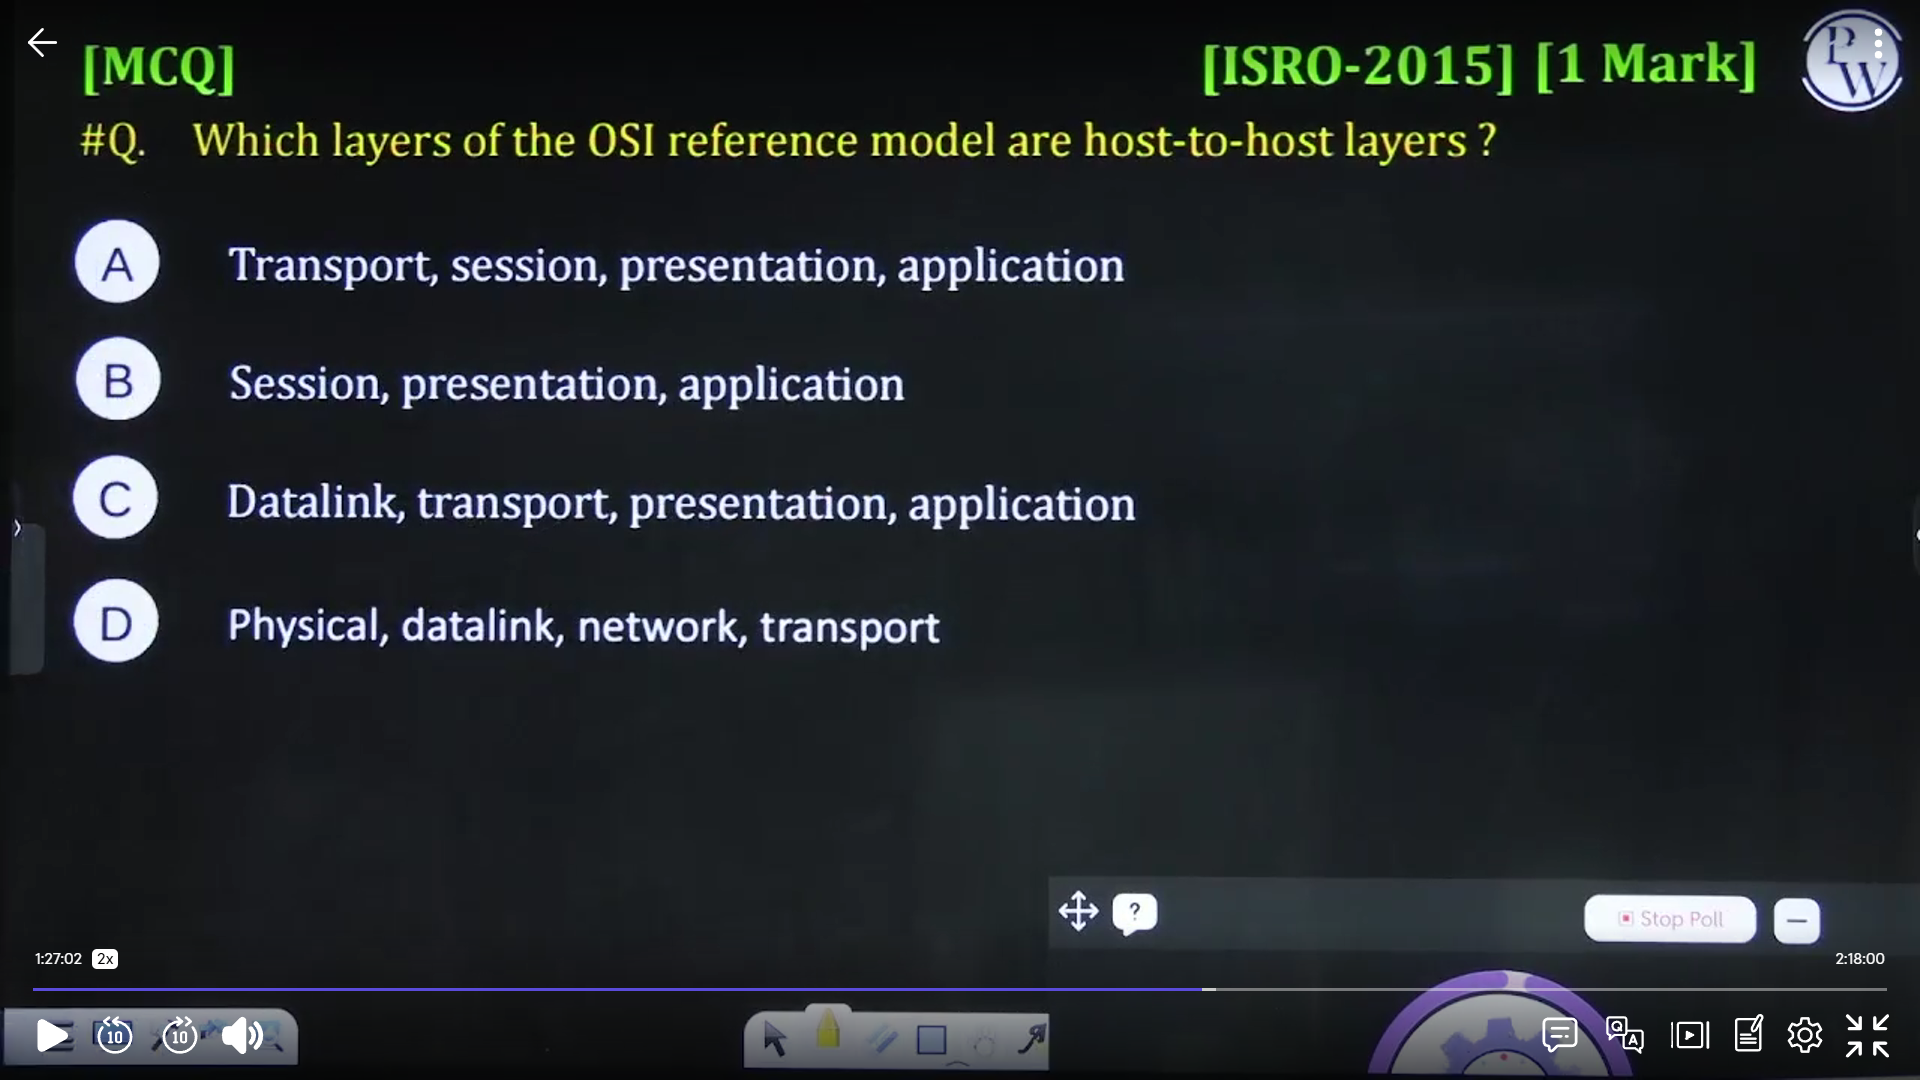 [MCQ]
[ISRO-2015] [1 Mark]
PW
#Q. Which layers of the OSI reference model are host-to-host layers ?
A Transport, session, presentation, application
B Session, presentation, application
C Datalink, transport, presentation, application
D Physical, datalink, network, transport
?
Stop Poll
1:27:02 2x
2:18:00
10 10
Q A